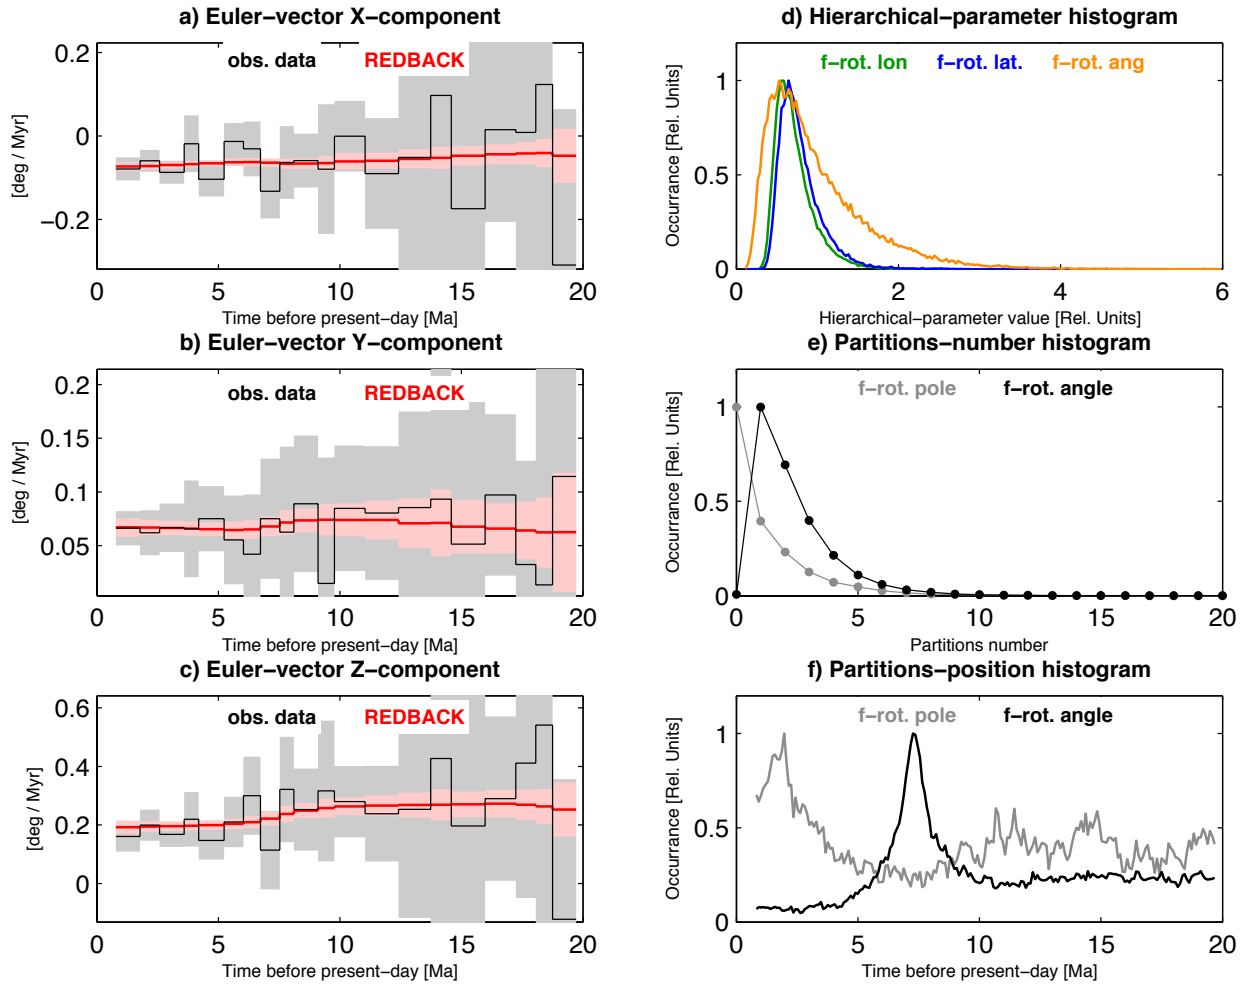 a) Euler−vector X−component
obs. data REDBACK
[deg / Myr]
0.2
0
−0.2
0 5 10 15 20
Time before present−day [Ma]
b) Euler−vector Y−component
obs. data REDBACK
[deg / Myr]
0.2
0.15
0.1
0.05
0 5 10 15 20
Time before present−day [Ma]
c) Euler−vector Z−component
obs. data REDBACK
[deg / Myr]
0.6
0.4
0.2
0
0 5 10 15 20
Time before present−day [Ma]
d) Hierarchical−parameter histogram
f−rot. lon f−rot. lat. f−rot. ang
Occurrance [Rel. Units]
1
0.5
0
0 2 4 6
Hierarchical−parameter value [Rel. Units]
e) Partitions−number histogram
f−rot. pole f−rot. angle
Occurrance [Rel. Units]
1
0.5
0
0 5 10 15 20
Partitions number
f) Partitions−position histogram
f−rot. pole f−rot. angle
Occurrance [Rel. Units]
1
0.5
0
0 5 10 15 20
Time before present−day [Ma]